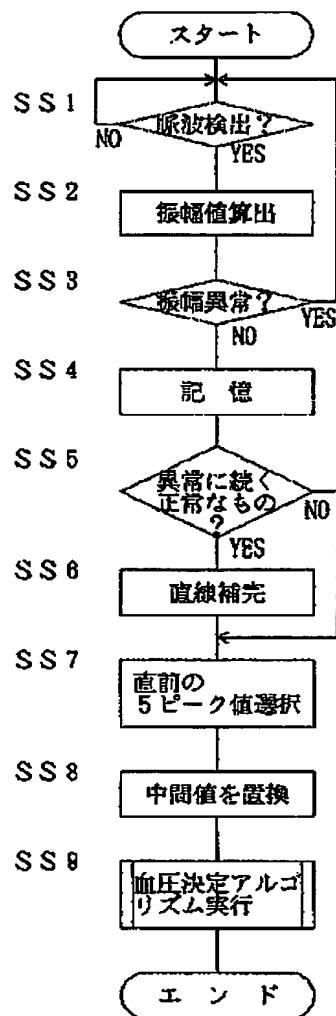 スタート
SS1
脈波検出?
NO
YES
SS2
振幅値算出
SS3
振幅異常?
YES
NO
SS4
記 憶
SS5
異常に続く
正常なもの
?
NO
YES
SS6
直線補完
SS7
直前の
5ピーク値選択
SS8
中間値を置換
SS9
血圧決定アルゴ
リズム実行
エ ン ド